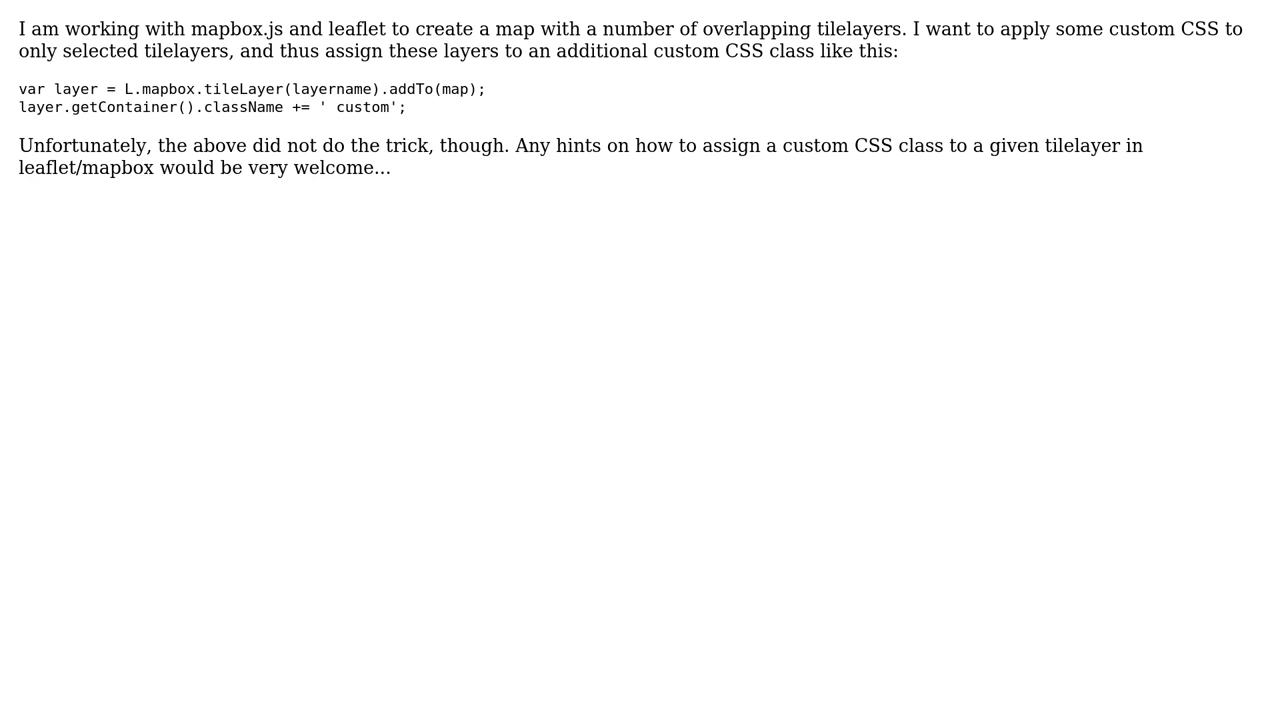 I am working with mapbox.js and leaflet to create a map with a number of overlapping tilelayers. I want to apply some custom CSS to
only selected tilelayers, and thus assign these layers to an additional custom CSS class like this:
var layer = L.mapbox.tileLayer(layername).addTo(map);
layer.getContainer().className += ' custom';
Unfortunately, the above did not do the trick, though. Any hints on how to assign a custom CSS class to a given tilelayer in
leaflet/mapbox would be very welcome...